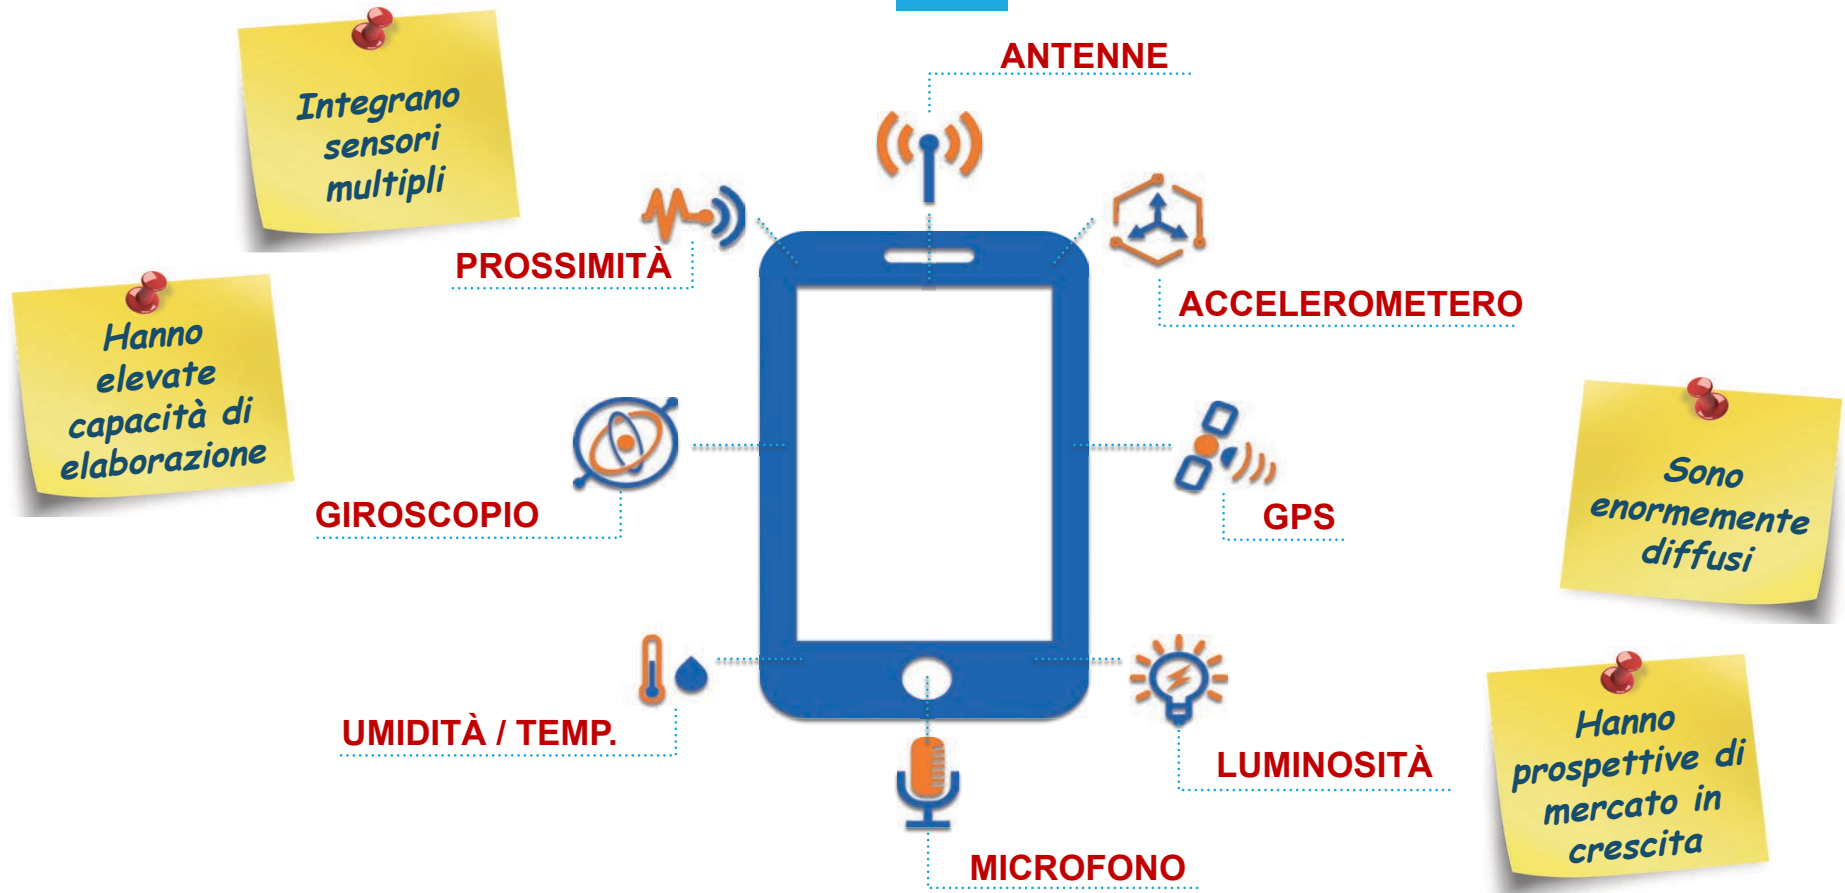 ANTENNE
Integrano
sensori
multipli
PROSSIMITÀ
ACCELEROMETERO
Hanno
elevate
capacità di
elaborazione
GIROSCOPIO
GPS
Sono
enormemente
diffusi
UMIDITÀ / TEMP.
LUMINOSITÀ
MICROFONO
Hanno
prospettive di
mercato in
crescita